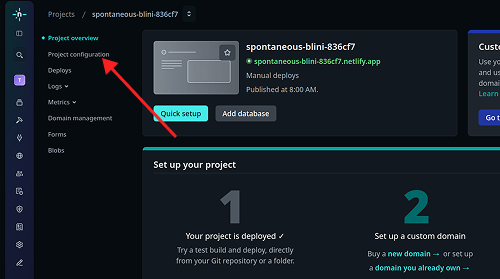 Projects / spontaneous-blini-836cf7
Project overview
Project configuration
Deploys
Logs
Metrics
Domain management
Forms
Blobs
T
spontaneous-blini-836cf7
spontaneous-blini-836cf7.netlify.app
Manual deploys
Published at 8:00 AM.
Quick setup
Add database
Custo
Use yo
and us
domai
Learn
Go t
Set up your project
1
Your project is deployed ✓
Try a test build and deploy, directly
from your Git repository or a folder.
2
Set up a custom domain
Buy a new domain → or set up
a domain you already own →